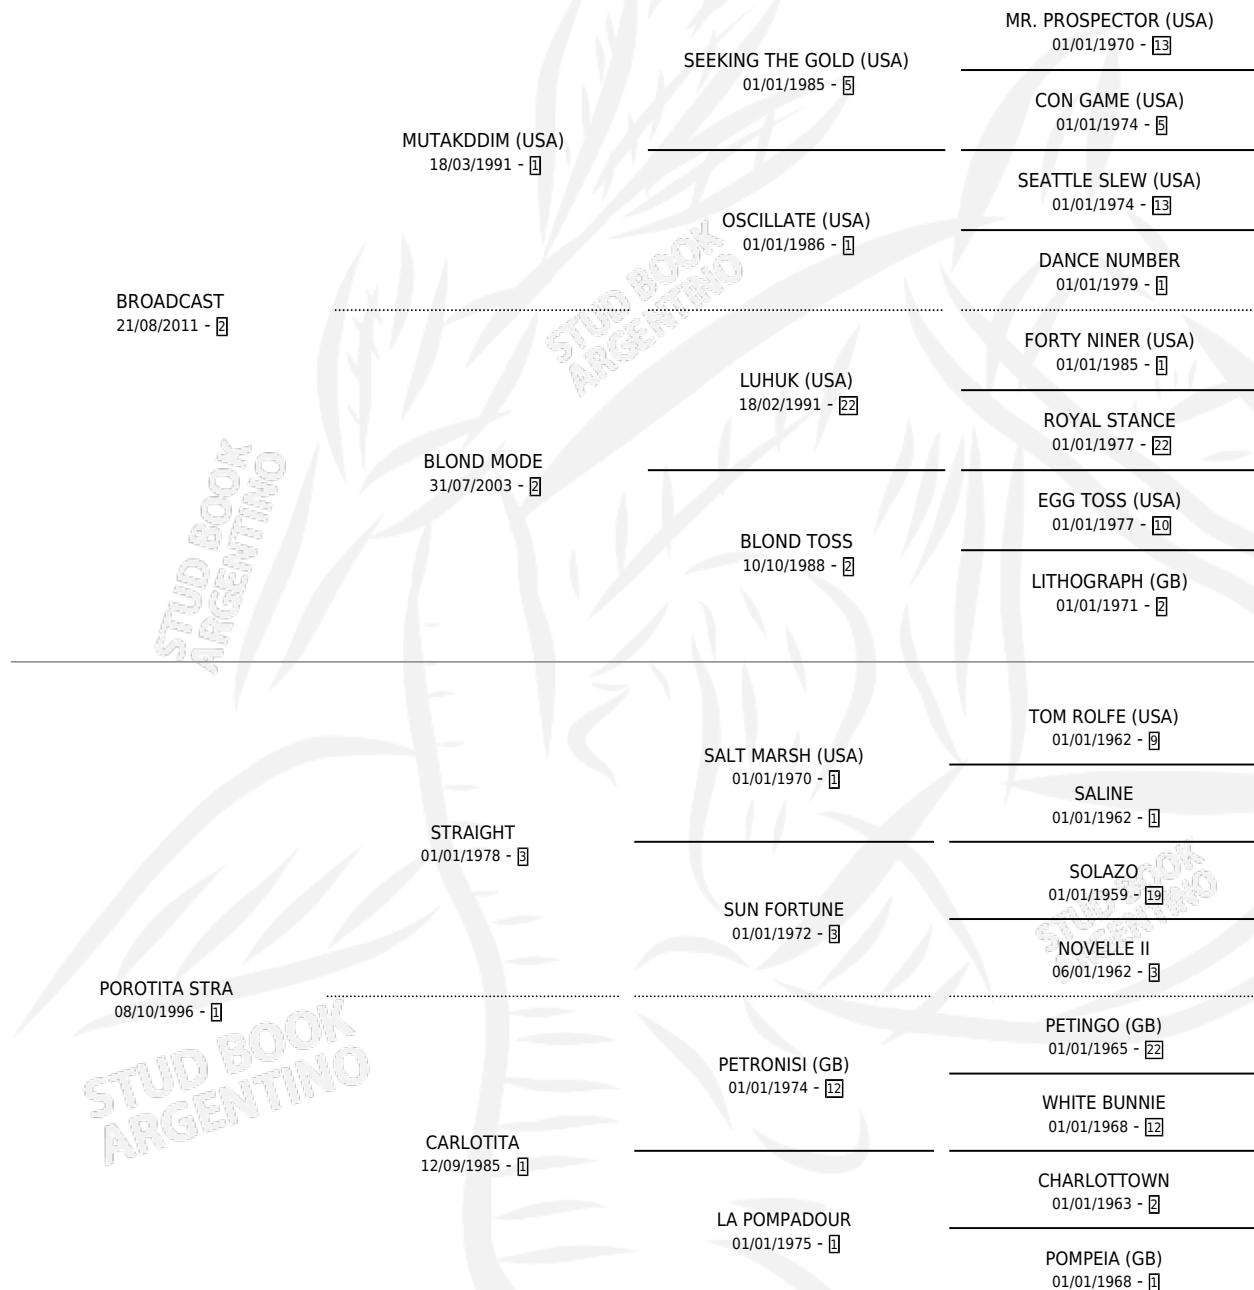 MR. PROSPECTOR (USA)
01/01/1970 - 13
SEEKING THE GOLD (USA)
01/01/1985 - 5
CON GAME (USA)
01/01/1974 - 5
MUTAKDDIM (USA)
18/03/1991 - 1
SEATTLE SLEW (USA)
01/01/1974 - 13
OSCILLATE (USA)
01/01/1986 - 1
DANCE NUMBER
01/01/1979 - 1
BROADCAST
21/08/2011 - 2
STUD BOOK
ARGENTINO
FORTY NINER (USA)
01/01/1985 - 1
LUHUK (USA)
18/02/1991 - 22
ROYAL STANCE
01/01/1977 - 22
BLOND MODE
31/07/2003 - 2
EGG TOSS (USA)
01/01/1977 - 10
BLOND TOSS
10/10/1988 - 2
LITHOGRAPH (GB)
01/01/1971 - 2
STUD BOOK
ARGENTINO
TOM ROLFE (USA)
01/01/1962 - 9
SALT MARSH (USA)
01/01/1970 - 1
SALINE
01/01/1962 - 1
STRAIGHT
01/01/1978 - 3
SOLAZO
01/01/1959 - 19
STUD BOOK
ARGENTINO
SUN FORTUNE
01/01/1972 - 3
NOVELLE II
06/01/1962 - 3
POROTITA STRA
08/10/1996 - 1
STUD BOOK
ARGENTINO
PETINGO (GB)
01/01/1965 - 22
PETRONISI (GB)
01/01/1974 - 12
WHITE BUNNIE
01/01/1968 - 12
CARLOTITA
12/09/1985 - 1
CHARLOTTOWN
01/01/1963 - 2
LA POMPADOUR
01/01/1975 - 1
POMPEIA (GB)
01/01/1968 - 1